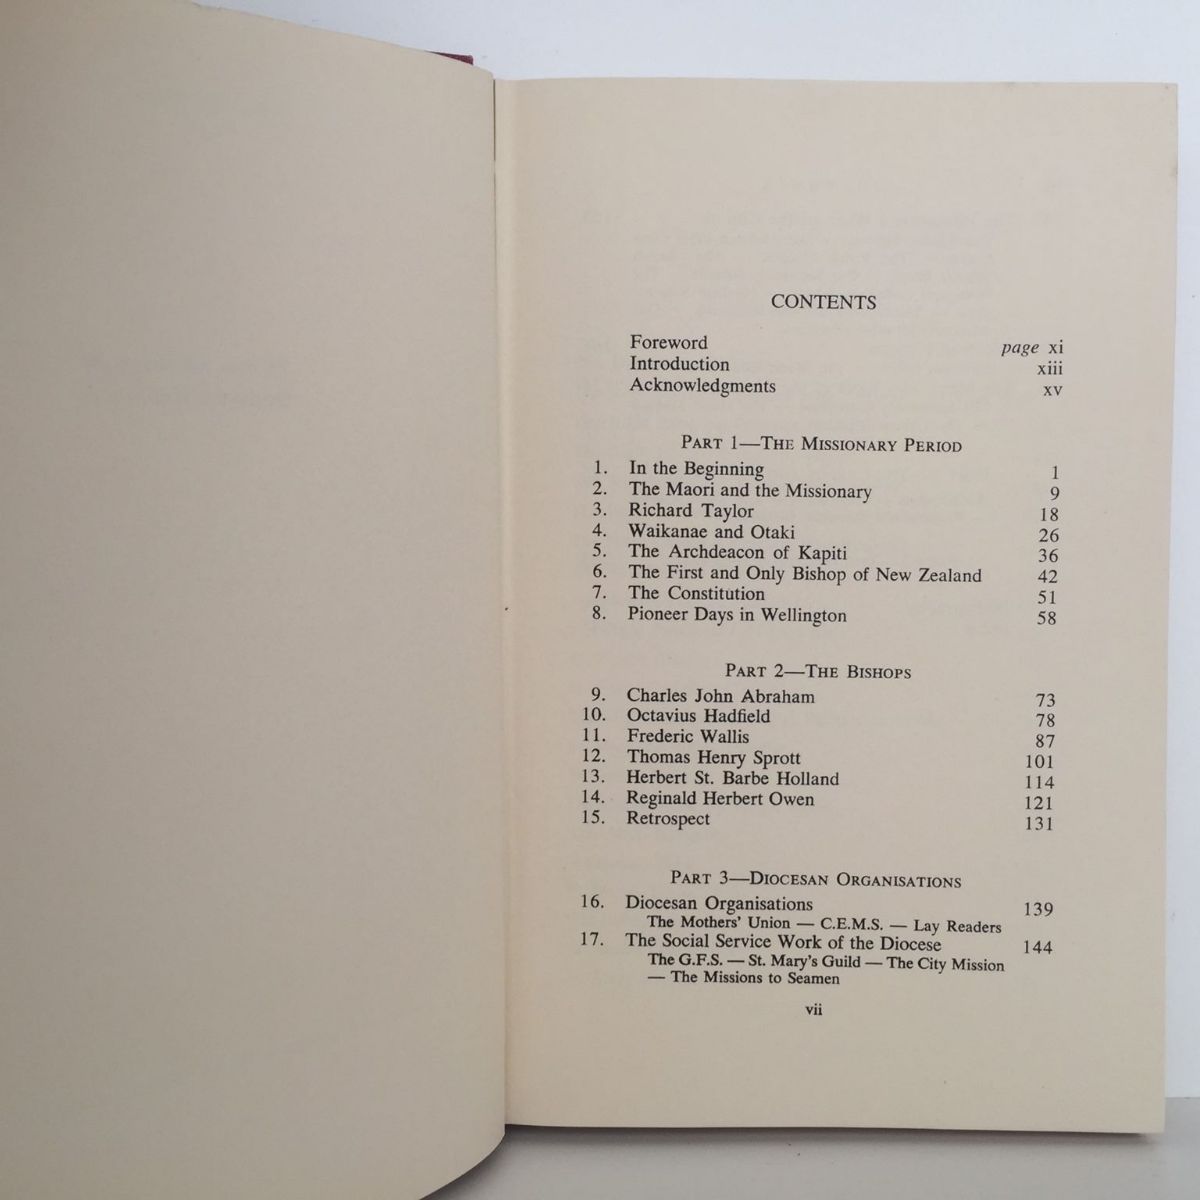 CONTENTS
Foreword page xi
Introduction xiii
Acknowledgments xv
PART 1—THE MISSIONARY PERIOD
1. In the Beginning 1
2. The Maori and the Missionary 9
3. Richard Taylor 18
4. Waikanae and Otaki 26
5. The Archdeacon of Kapiti 36
6. The First and Only Bishop of New Zealand 42
7. The Constitution 51
8. Pioneer Days in Wellington 58
PART 2—THE BISHOPS
9. Charles John Abraham 73
10. Octavius Hadfield 78
11. Frederic Wallis 87
12. Thomas Henry Sprott 101
13. Herbert St. Barbe Holland 114
14. Reginald Herbert Owen 121
15. Retrospect 131
PART 3—DIOCESAN ORGANISATIONS
16. Diocesan Organisations 139
The Mothers' Union — C.E.M.S. — Lay Readers
17. The Social Service Work of the Diocese 144
The G.F.S. — St. Mary's Guild — The City Mission
— The Missions to Seamen
vii